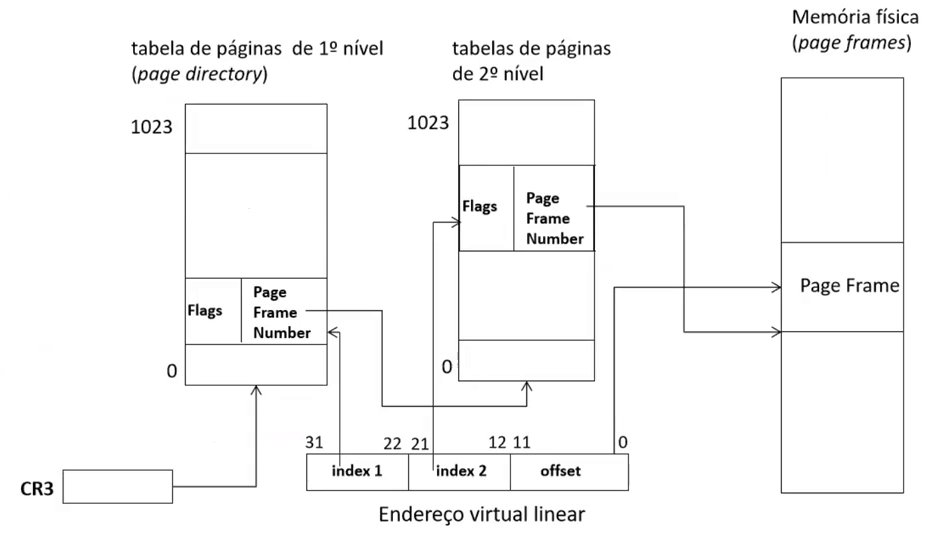 Memória física
(page frames)
tabela de páginas de 1º nível
(page directory)
tabelas de páginas
de 2º nível
1023
1023
Flags
Page
Frame
Number
Flags
Page
Frame
Number
Page Frame
0
0
31
22
21
12
11
0
index 1
index 2
offset
CR3
Endereço virtual linear